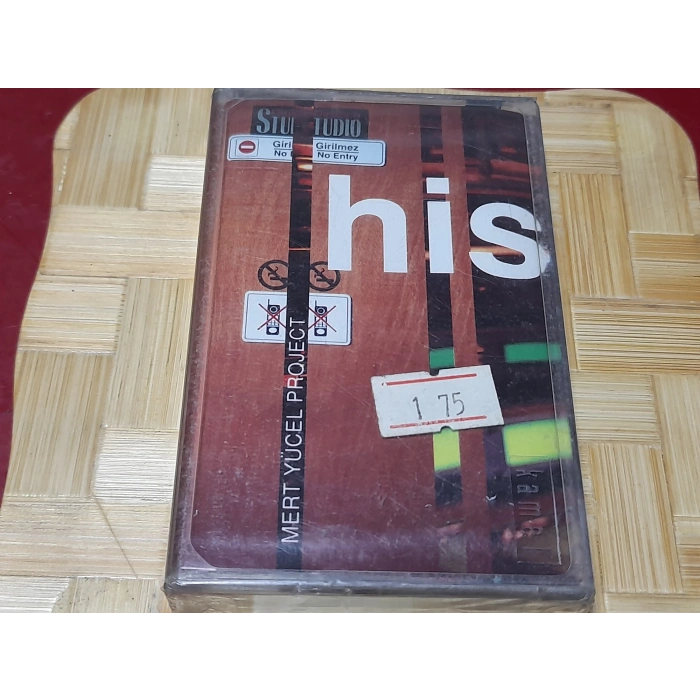 STUDIO
Girilmez
No Entry
his
MERT YÜCEL PROJECT
1 75